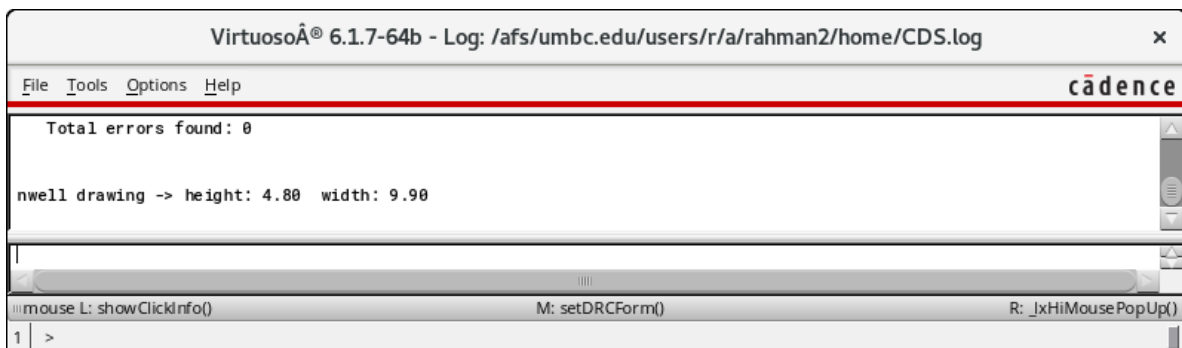 VirtuosoÂ® 6.1.7-64b - Log: /afs/umbc.edu/users/r/a/rahman2/home/CDS.log ×
File Tools Options Help cādence
Total errors found: 0
nwell drawing -> height: 4.80 width: 9.90
mouse L: showClickInfo() M: setDRCForm() R: _lxHiMousePopUp()
1 >